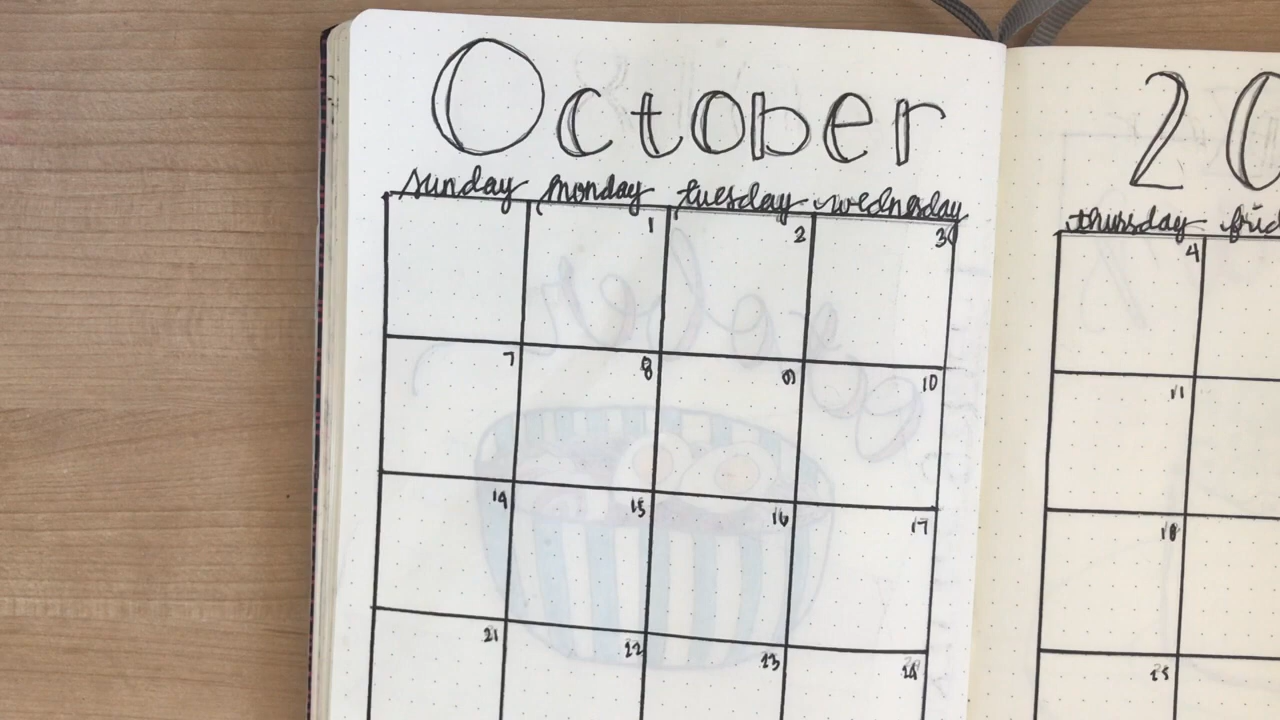 October 20
sunday monday tuesday wednesday thursday frid
1 2 3 4
7 8 9 10 11
14 15 16 17 18
21 22 23 24 25